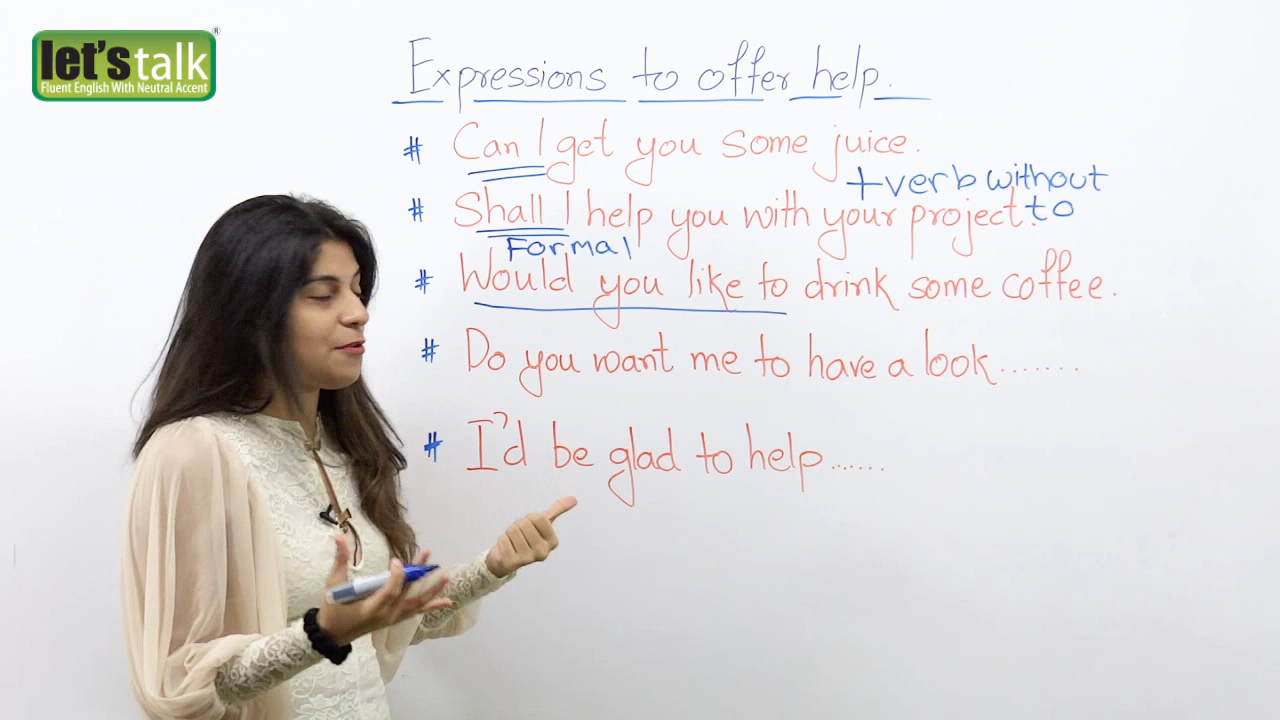 let's talk®
Fluent English With Neutral Accent
Expressions to offer help.
# Can I get you some juice.
+ verb without
to
# Shall I help you with your project.
Formal
# Would you like to drink some coffee.
# Do you want me to have a look.......
# I'd be glad to help.......